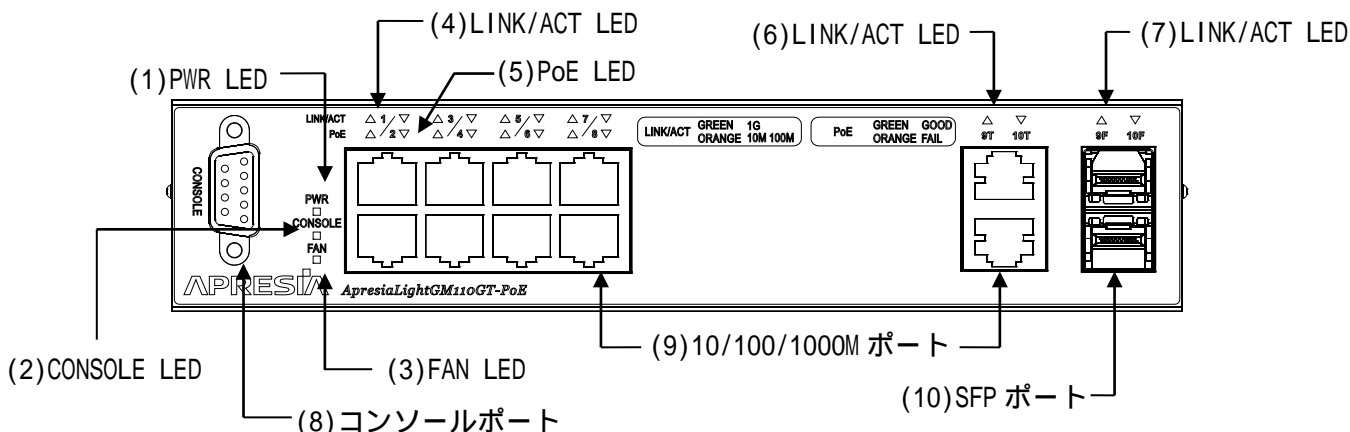 (4)LINK/ACT LED
(6)LINK/ACT LED
(7)LINK/ACT LED
(1)PWR LED
(5)PoE LED
LINK/ACT △ 1 / ▽ △ 3 / ▽ △ 5 / ▽ △ 7 / ▽
PoE △ / 2 ▽ △ / 4 ▽ △ / 6 ▽ △ / 8 ▽
LINK/ACT GREEN 1G
ORANGE 10M 100M
PoE GREEN GOOD
ORANGE FAIL
△ ▽
9T 10T
△ ▽
9F 10F
CONSOLE
PWR
CONSOLE
FAN
APRESIA
ApresiaLightGM110GT-PoE
(2)CONSOLE LED
(3)FAN LED
(9)10/100/1000M ポート
(10)SFP ポート
(8)コンソールポート